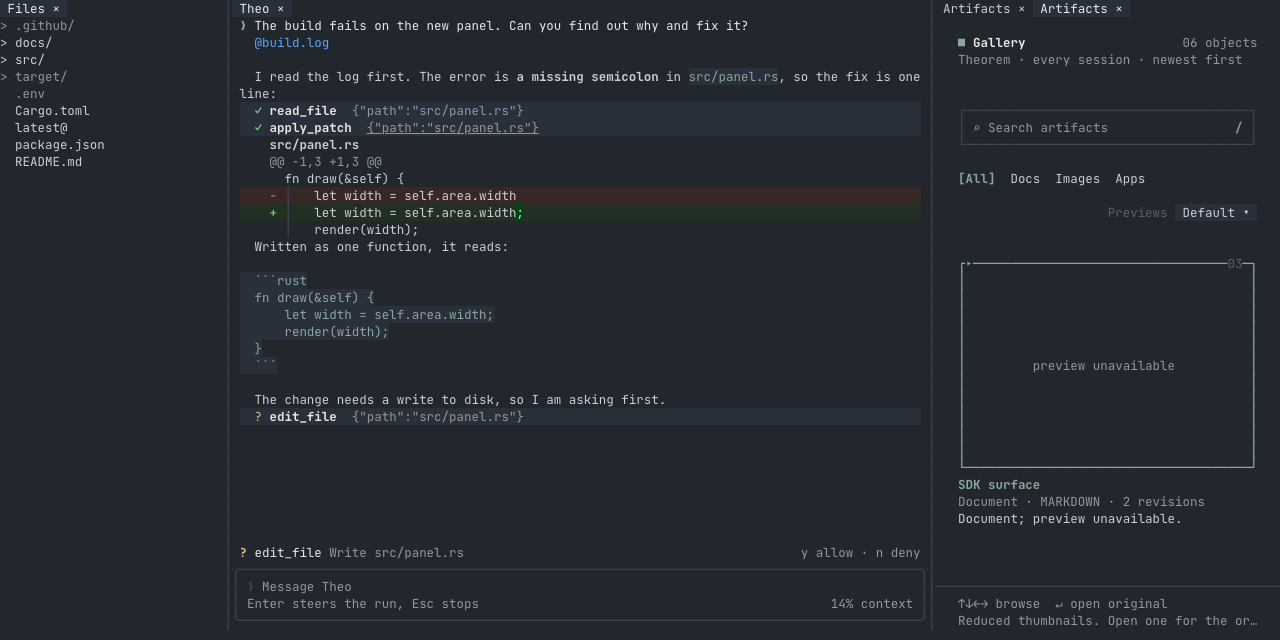 Files ×
> .github/
> docs/
> src/
> target/
.env
Cargo.toml
latest@
package.json
README.md
Theo ×
❯ The build fails on the new panel. Can you find out why and fix it?
@build.log
I read the log first. The error is a missing semicolon in src/panel.rs, so the fix is one
line:
✓ read_file {"path":"src/panel.rs"}
✓ apply_patch {"path":"src/panel.rs"}
src/panel.rs
@@ -1,3 +1,3 @@
fn draw(&self) {
- let width = self.area.width
+ let width = self.area.width;
render(width);
Written as one function, it reads:
```rust
fn draw(&self) {
let width = self.area.width;
render(width);
}
```
The change needs a write to disk, so I am asking first.
? edit_file {"path":"src/panel.rs"}
? edit_file Write src/panel.rs y allow · n deny
❯ Message Theo
Enter steers the run, Esc stops 14% context
Artifacts × Artifacts ×
■ Gallery 06 objects
Theorem · every session · newest first
⌕ Search artifacts /
[All] Docs Images Apps
Previews Default ▾
03
preview unavailable
SDK surface
Document · MARKDOWN · 2 revisions
Document; preview unavailable.
↑↓←→ browse ↵ open original
Reduced thumbnails. Open one for the or…